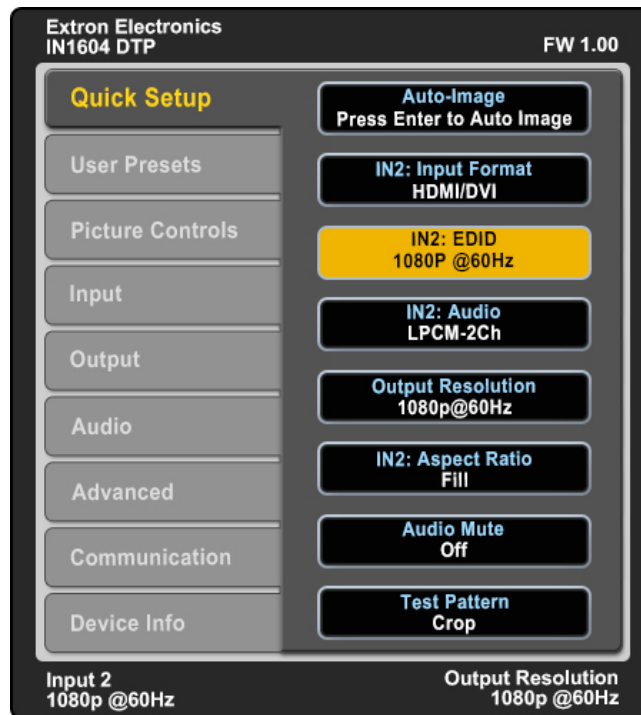 Extron Electronics
IN1604 DTP
FW 1.00
Quick Setup
User Presets
Picture Controls
Input
Output
Audio
Advanced
Communication
Device Info
Auto-Image
Press Enter to Auto Image
IN2: Input Format
HDMI/DVI
IN2: EDID
1080P @60Hz
IN2: Audio
LPCM-2Ch
Output Resolution
1080p@60Hz
IN2: Aspect Ratio
Fill
Audio Mute
Off
Test Pattern
Crop
Input 2
1080p @60Hz
Output Resolution
1080p @60Hz